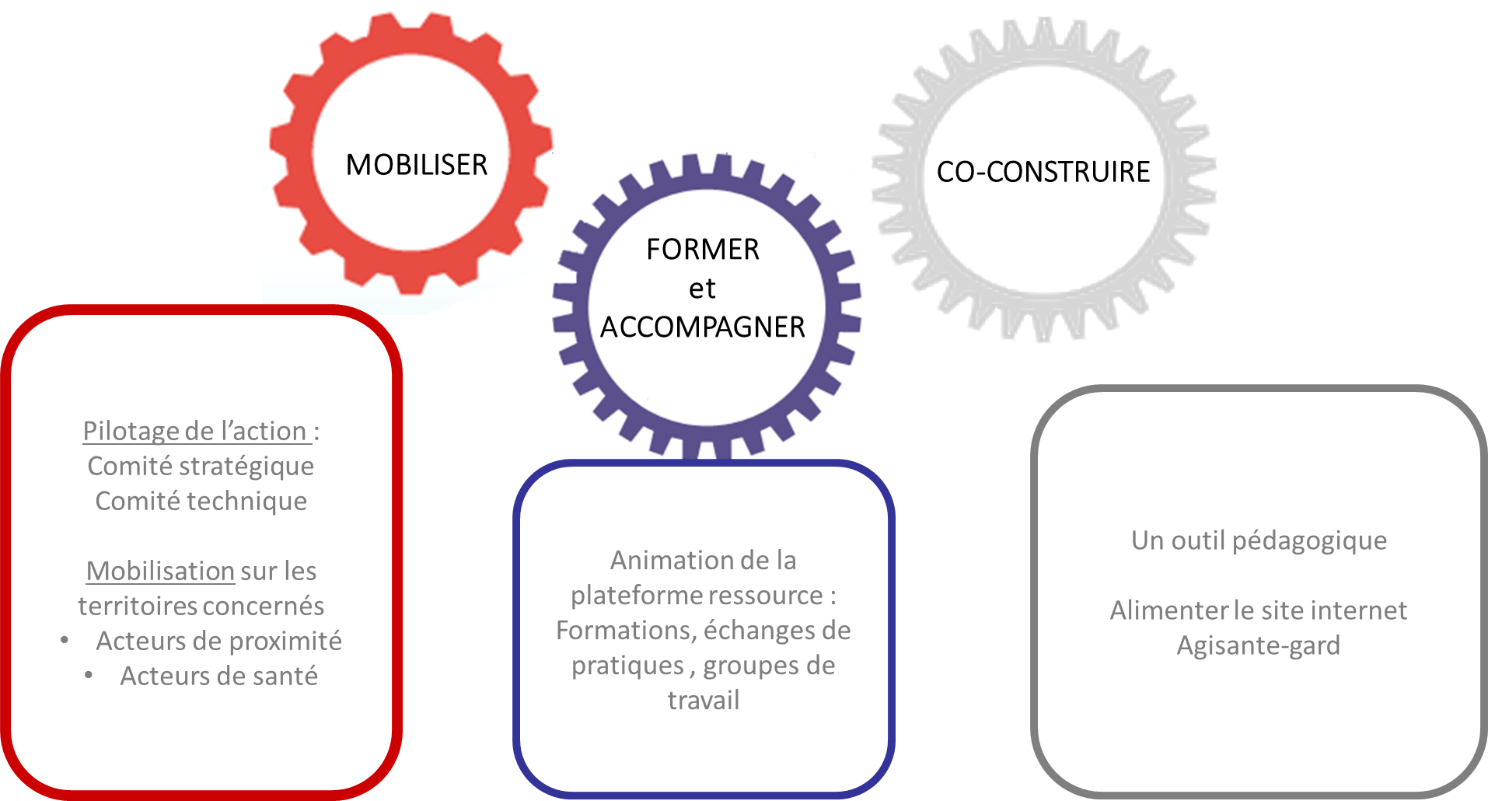 MOBILISER
FORMER
et
ACCOMPAGNER
CO-CONSTRUIRE
Pilotage de l’action :
Comité stratégique
Comité technique
Mobilisation sur les
territoires concernés
• Acteurs de proximité
• Acteurs de santé
Animation de la
plateforme ressource :
Formations, échanges de
pratiques , groupes de
travail
Un outil pédagogique
Alimenter le site internet
Agisante-gard